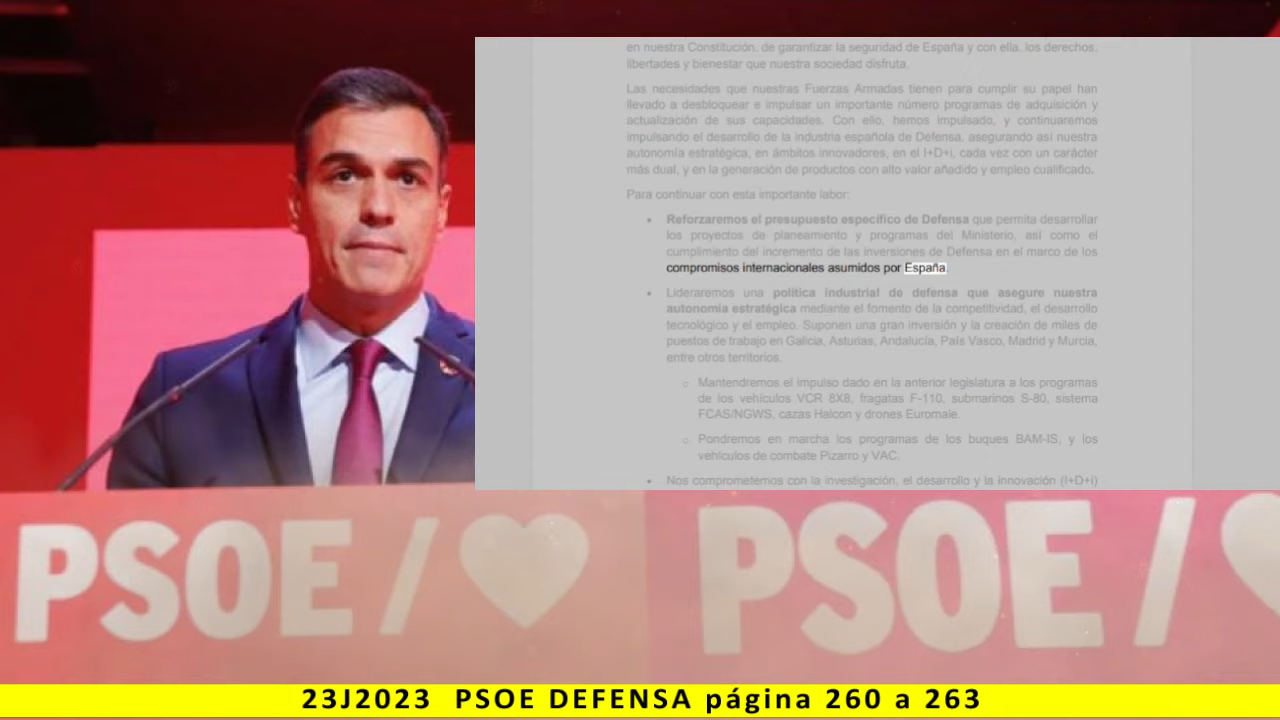 en nuestra Constitución, de garantizar la seguridad de España y con ella, los derechos,
libertades y bienestar que nuestra sociedad disfruta.
Las necesidades que nuestras Fuerzas Armadas tienen para cumplir su papel han
llevado a desbloquear e impulsar un importante número programas de adquisición y
actualización de sus capacidades. Con ello, hemos impulsado, y continuaremos
impulsando el desarrollo de la industria española de Defensa, asegurando así nuestra
autonomía estratégica, en ámbitos innovadores, en el I+D+i, cada vez con un carácter
más dual, y en la generación de productos con alto valor añadido y empleo cualificado.
Para continuar con esta importante labor:
• Reforzaremos el presupuesto específico de Defensa que permita desarrollar
los proyectos de planeamiento y programas del Ministerio, así como el
cumplimiento del incremento de las inversiones de Defensa en el marco de los
compromisos internacionales asumidos por España.
• Lideraremos una política industrial de defensa que asegure nuestra
autonomía estratégica mediante el fomento de la competitividad, el desarrollo
tecnológico y el empleo. Suponen una gran inversión y la creación de miles de
puestos de trabajo en Galicia, Asturias, Andalucía, País Vasco, Madrid y Murcia,
entre otros territorios.
○ Mantendremos el impulso dado en la anterior legislatura a los programas
de los vehículos VCR 8X8, fragatas F-110, submarinos S-80, sistema
FCAS/NGWS, cazas Halcon y drones Euromale.
○ Pondremos en marcha los programas de los buques BAM-IS, y los
vehículos de combate Pizarro y VAC.
• Nos comprometemos con la investigación, el desarrollo y la innovación (I+D+i)
PSOE / PSOE /
23J2023 PSOE DEFENSA página 260 a 263